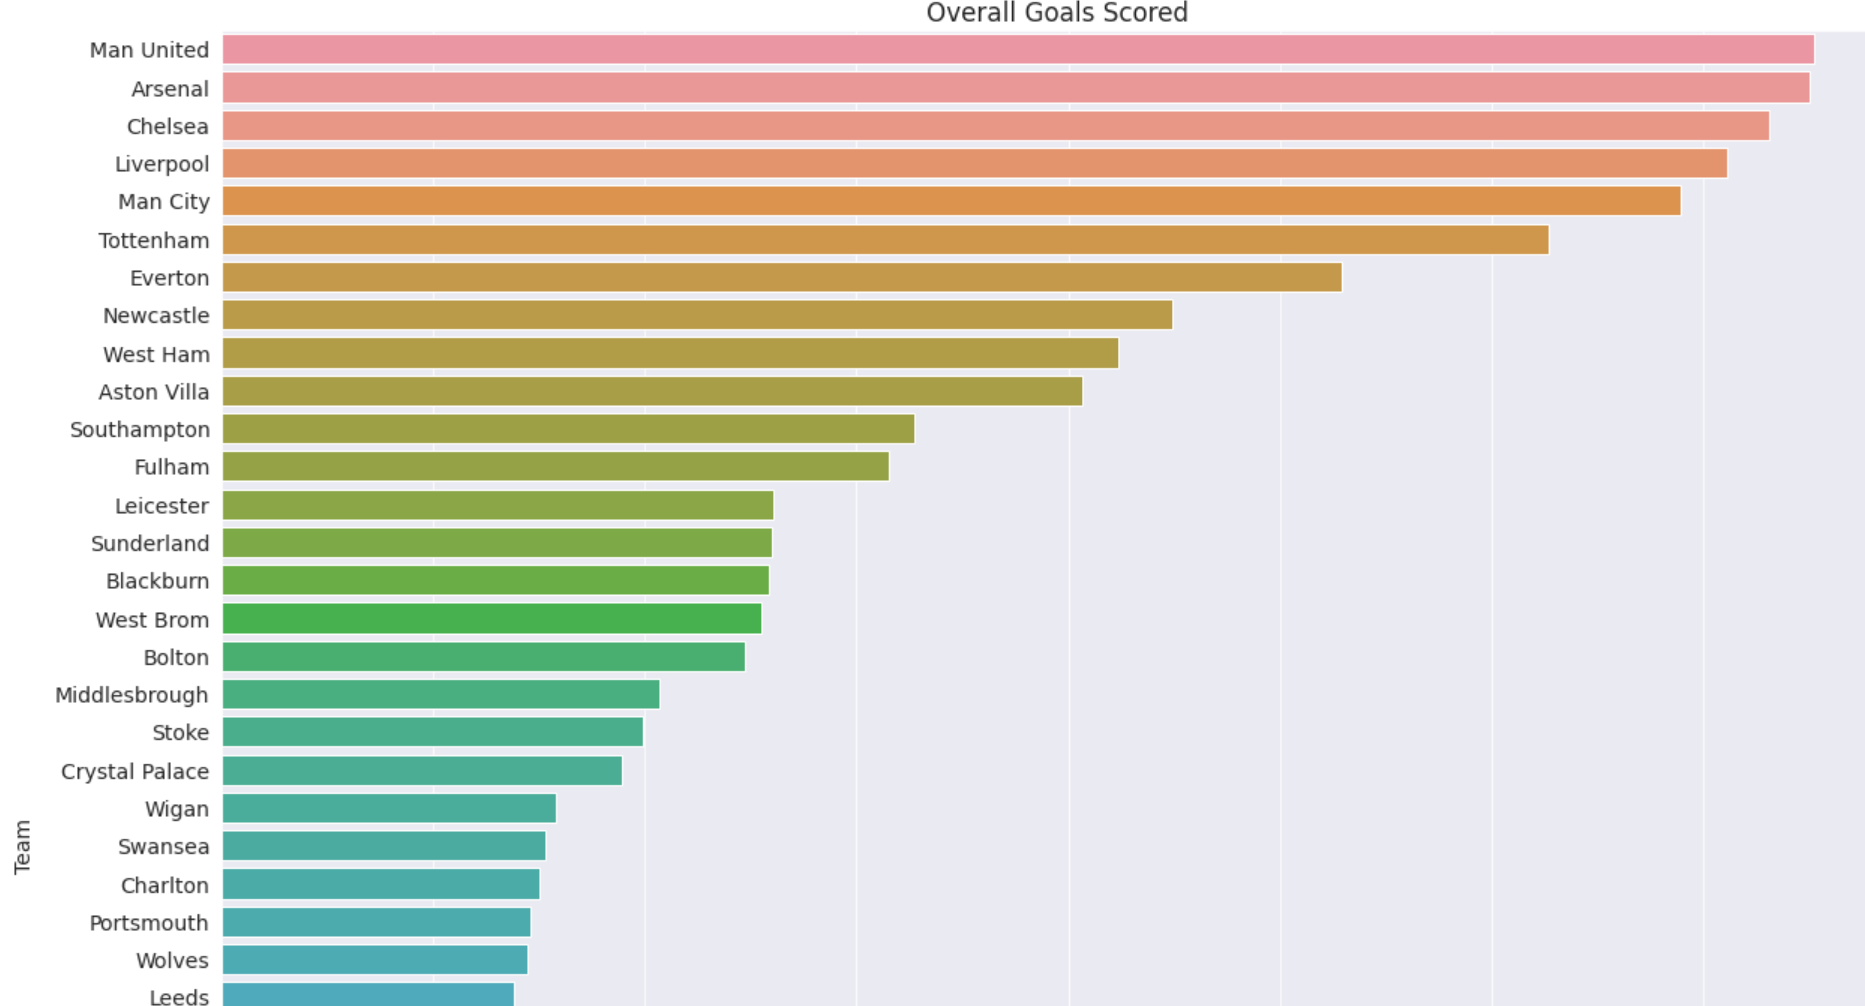 Overall Goals Scored
Man United
Arsenal
Chelsea
Liverpool
Man City
Tottenham
Everton
Newcastle
West Ham
Aston Villa
Southampton
Fulham
Leicester
Sunderland
Blackburn
West Brom
Bolton
Middlesbrough
Stoke
Crystal Palace
Wigan
Swansea
Charlton
Portsmouth
Wolves
Leeds
Team